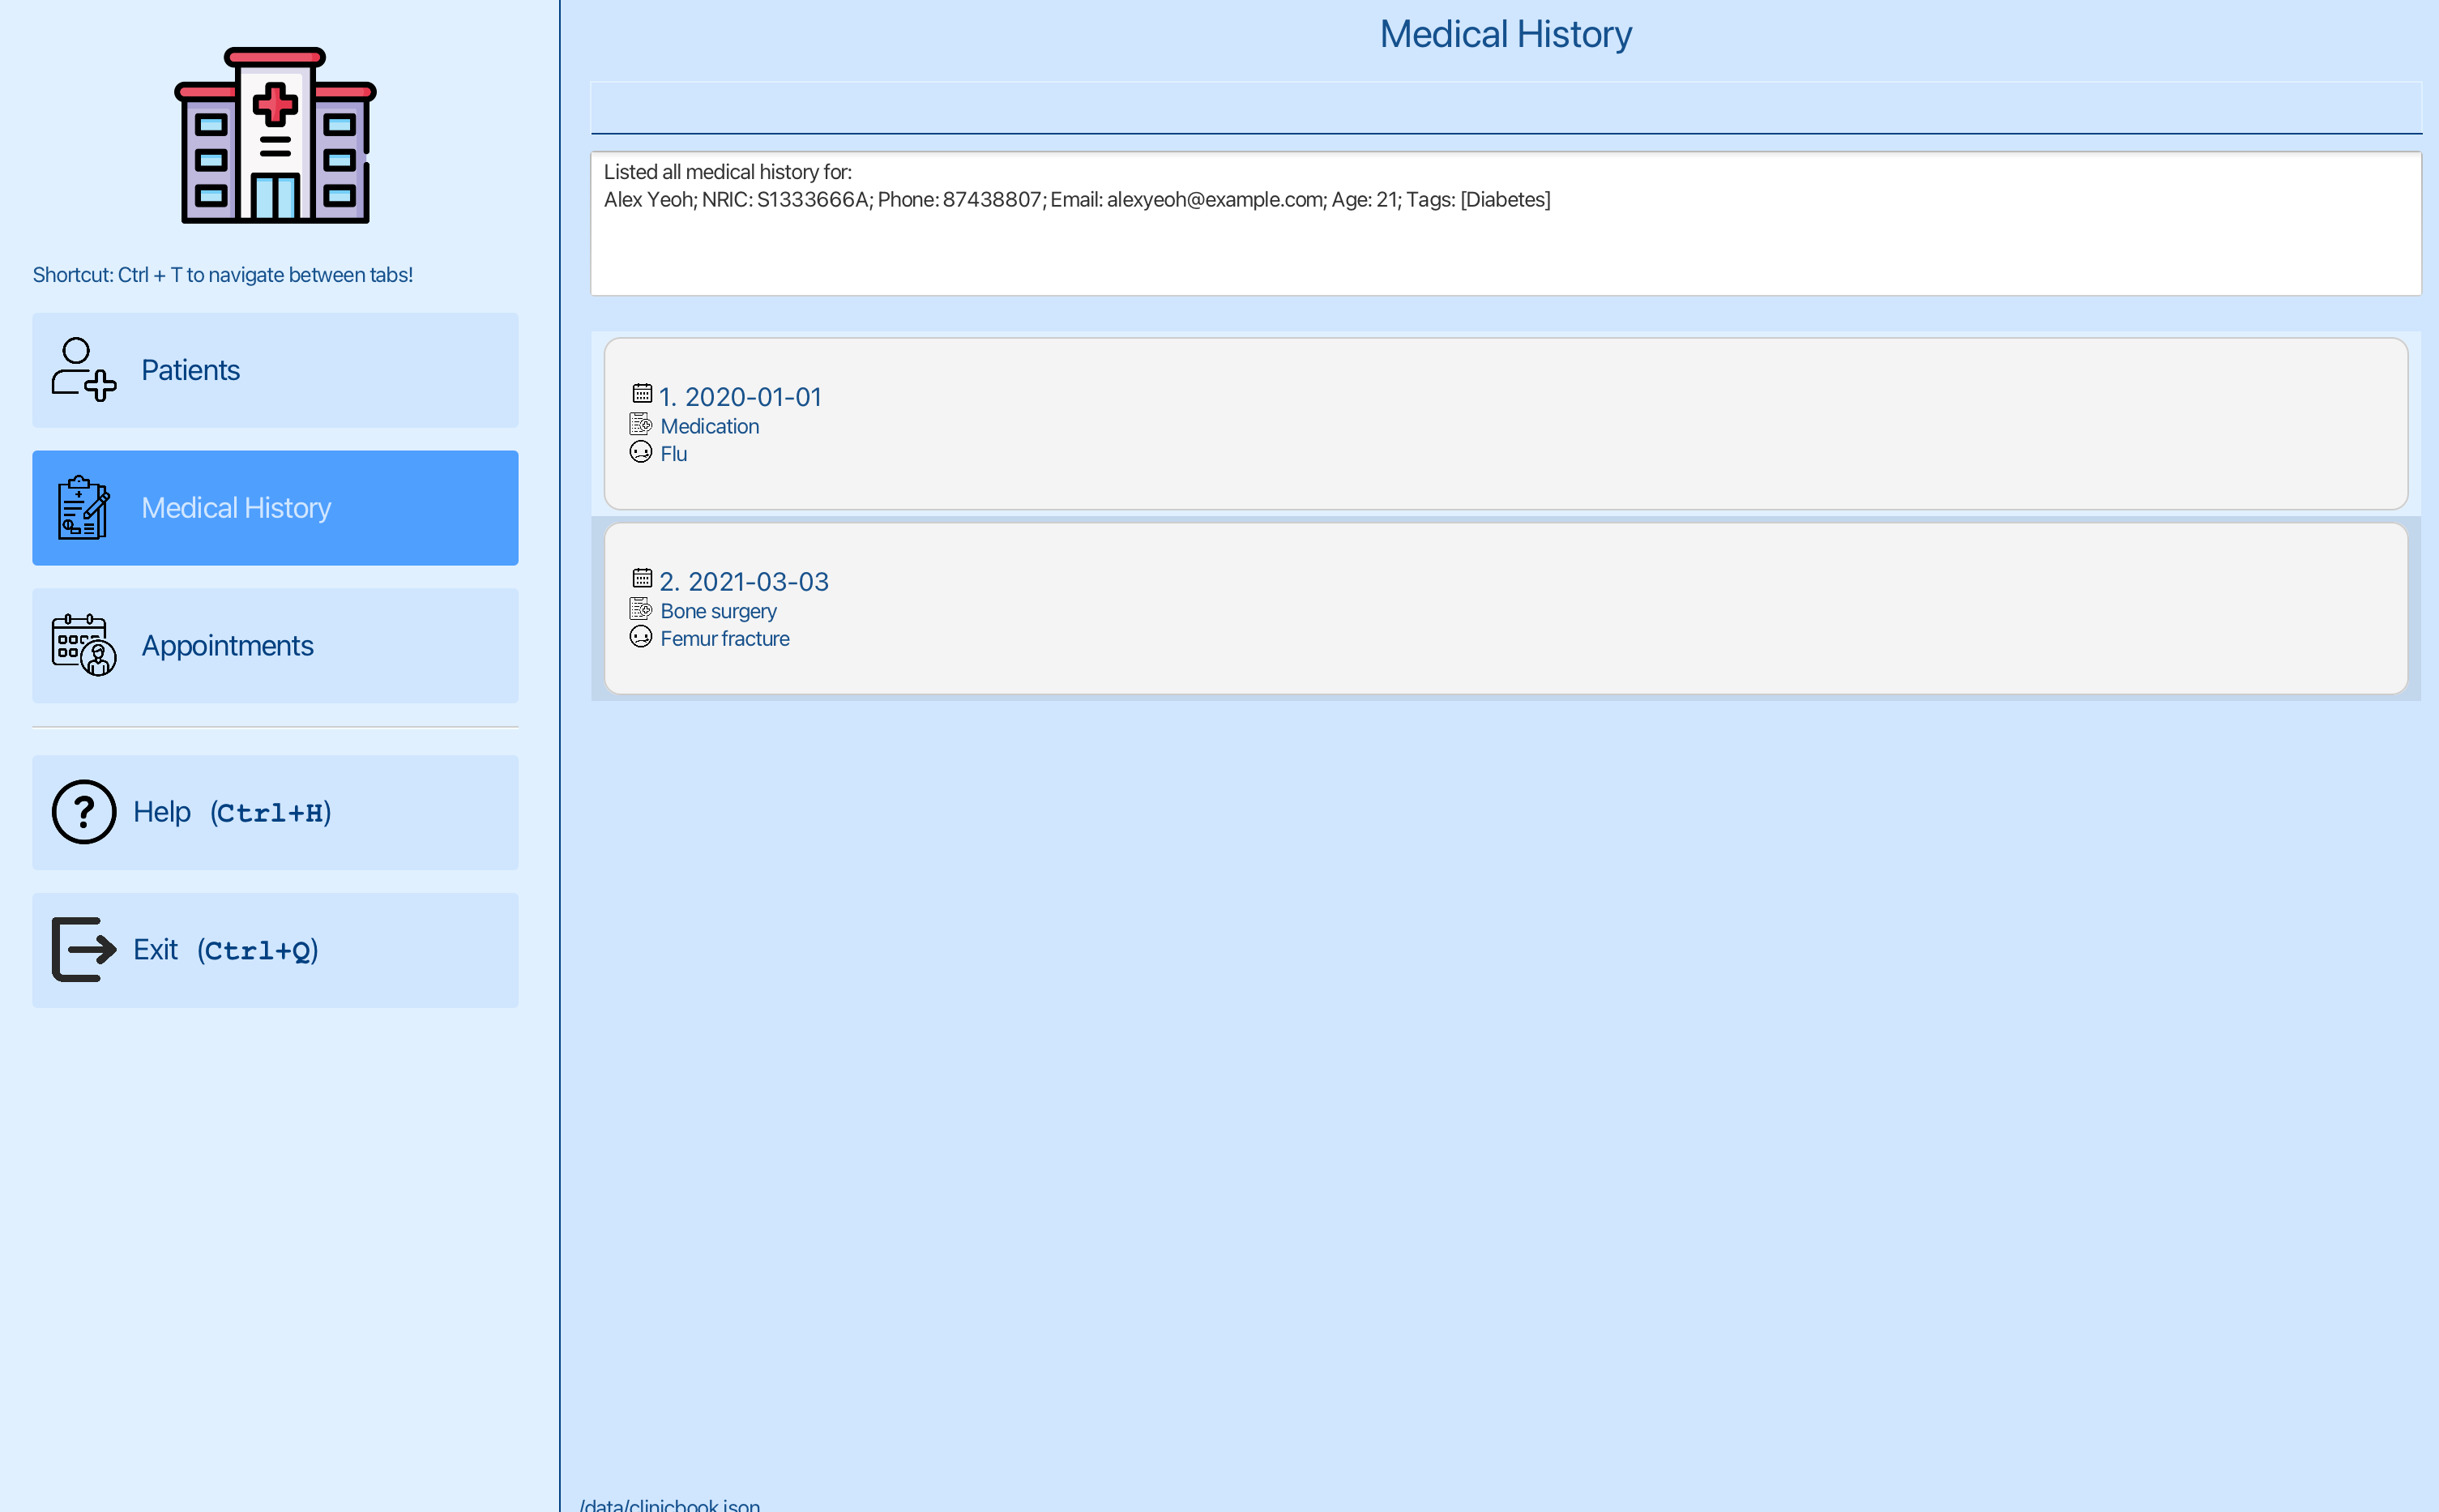 Shortcut: Ctrl + T to navigate between tabs!
Patients
Medical History
Appointments
Help (Ctrl+H)
Exit (Ctrl+Q)
Medical History
Listed all medical history for:
Alex Yeoh; NRIC: S1333666A; Phone: 87438807; Email: alexyeoh@example.com; Age: 21; Tags: [Diabetes]
1. 2020-01-01
Medication
Flu
2. 2021-03-03
Bone surgery
Femur fracture
/data/clinicbook.json